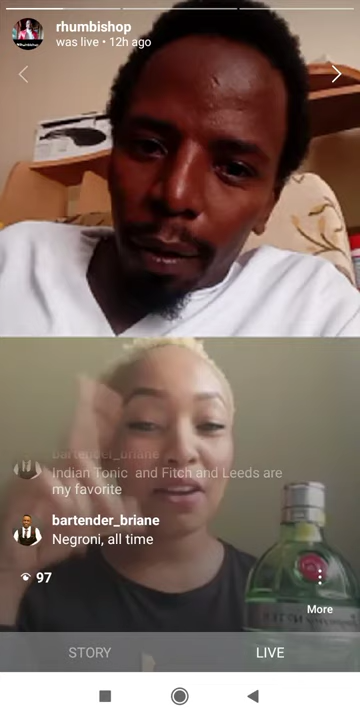 rhumbishop
was live • 12h ago
bartender_briane
Indian Tonic and Fitch and Leeds are
my favorite
bartender_briane
Negroni, all time
97
More
STORY
LIVE